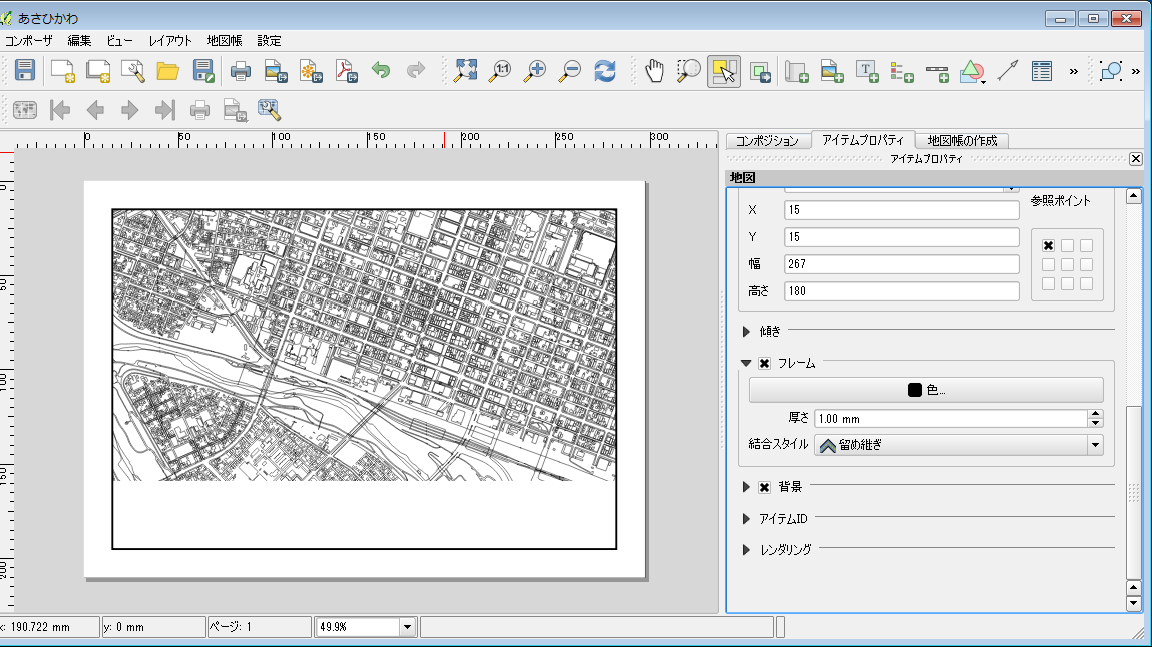 あさひかわ
コンポーザ 編集 ビュー レイアウト 地図帳 設定
1:1
T
»
»
0 50 100 150 200 250 300
0
50
100
150
200
コンポジション アイテムプロパティ 地図帳の作成
アイテムプロパティ
地図
X 15
参照ポイント
Y 15
幅 267
高さ 180
傾き
フレーム
色...
厚さ 1.00 mm
結合スタイル 留め継ぎ
背景
アイテムID
レンダリング
x: 190.722 mm y: 0 mm ページ: 1 49.9%